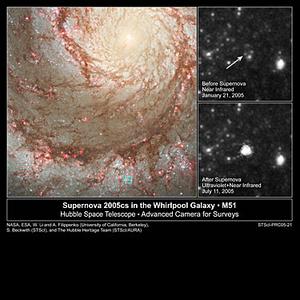 Before Supernova
Near Infrared
January 21, 2005
After Supernova
Ultraviolet+Near Infrared
July 11, 2005
Supernova 2005cs in the Whirlpool Galaxy • M51
Hubble Space Telescope • Advanced Camera for Surveys
NASA, ESA, W. Li and A. Filippenko (University of California, Berkeley),
S. Beckwith (STScI), and The Hubble Heritage Team (STScI/AURA)
STScI-PRC05-21